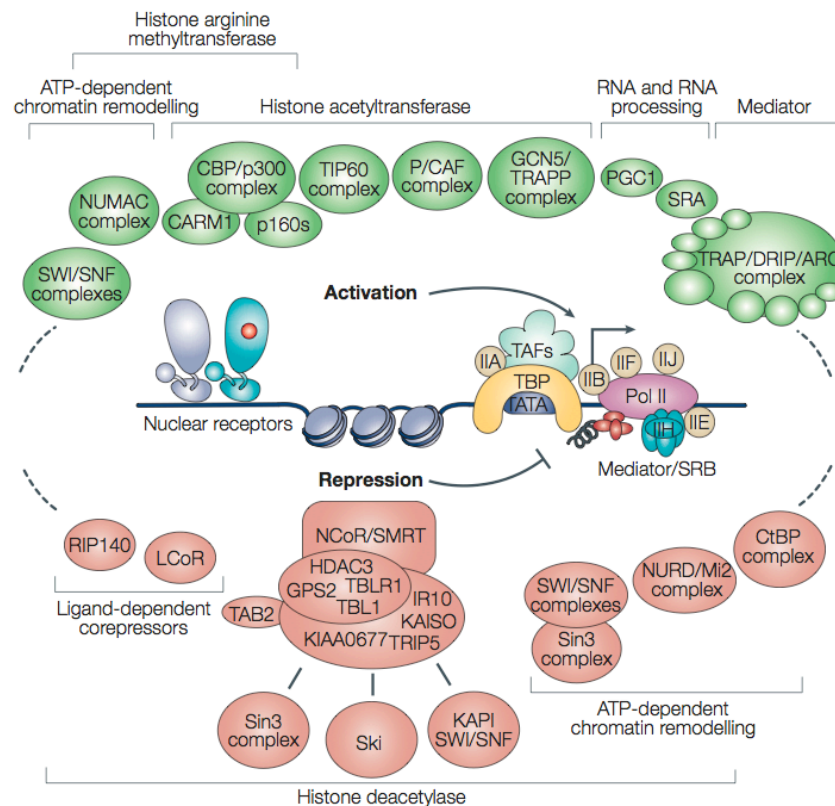 Histone arginine
methyltransferase
ATP-dependent
chromatin remodelling
Histone acetyltransferase
RNA and RNA
processing
Mediator
CBP/p300
complex
TIP60
complex
P/CAF
complex
GCN5/
TRAPP
complex
PGC1
SRA
NUMAC
complex
CARM1
p160s
SWI/SNF
complexes
TRAP/DRIP/ARC
complex
Activation
TAFs
IIA
TBP
TATA
IIB
IIF
IIJ
Pol II
IIH
IIE
Nuclear receptors
Mediator/SRB
Repression
RIP140
LCoR
Ligand-dependent
corepressors
NCoR/SMRT
HDAC3
GPS2
TBLR1
TBL1
TAB2
IR10
KAISO
KIAA0677
TRIP5
SWI/SNF
complexes
Sin3
complex
NURD/Mi2
complex
CtBP
complex
Sin3
complex
Ski
KAPI
SWI/SNF
ATP-dependent
chromatin remodelling
Histone deacetylase